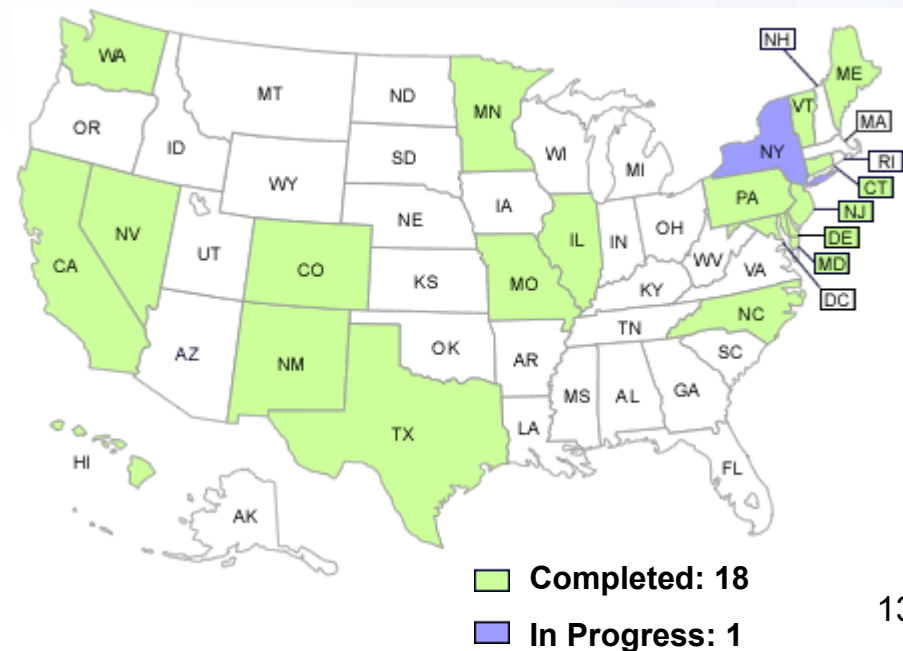 NH
WA
ME
MT
ND
VT
MN
OR
MA
ID
SD
WI
NY
RI
WY
MI
CT
IA
PA
NJ
NE
NV
OH
IL
IN
DE
UT
CA
CO
MD
WV
VA
KS
MO
KY
DC
NC
TN
OK
AZ
NM
AR
SC
MS
AL
GA
TX
LA
HI
FL
AK
Completed: 18
13
In Progress: 1